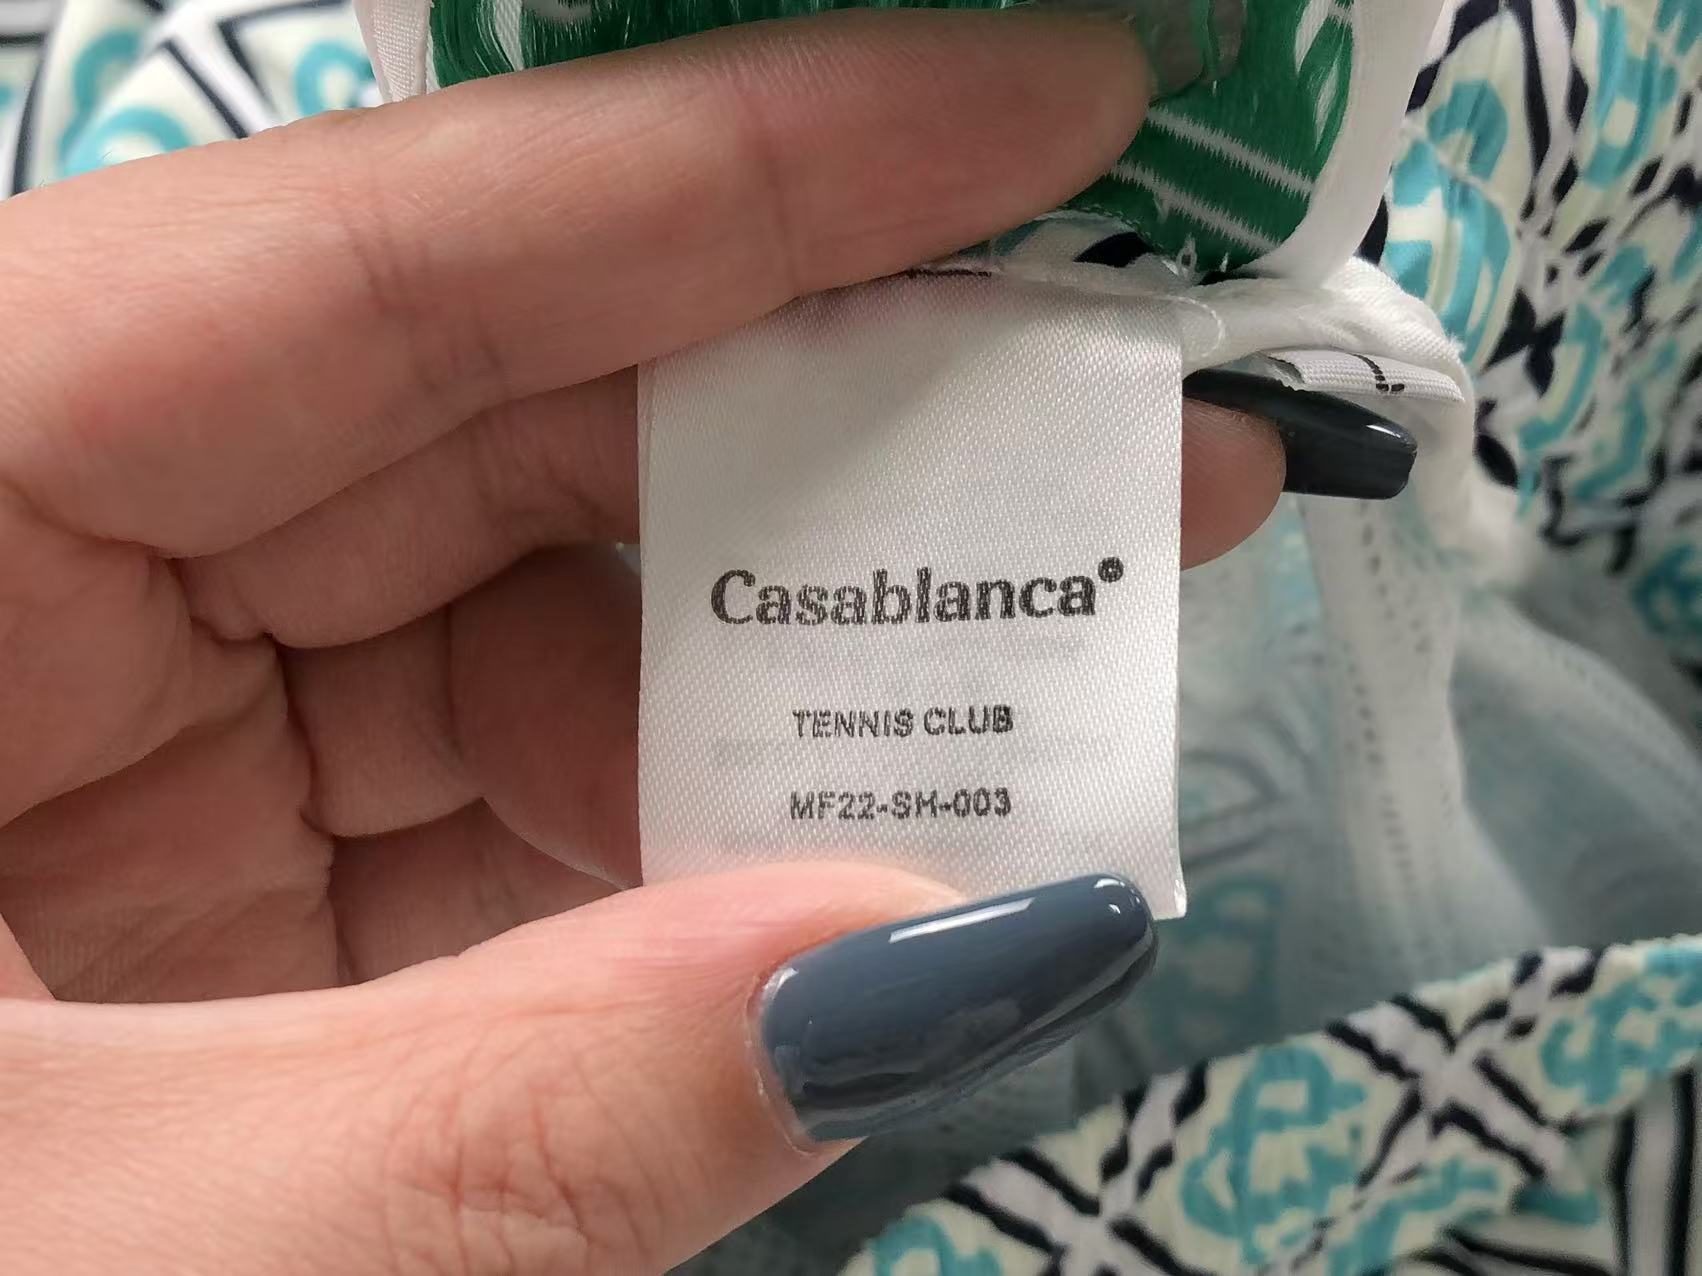 Casablanca®
TENNIS CLUB
MF22-SH-003